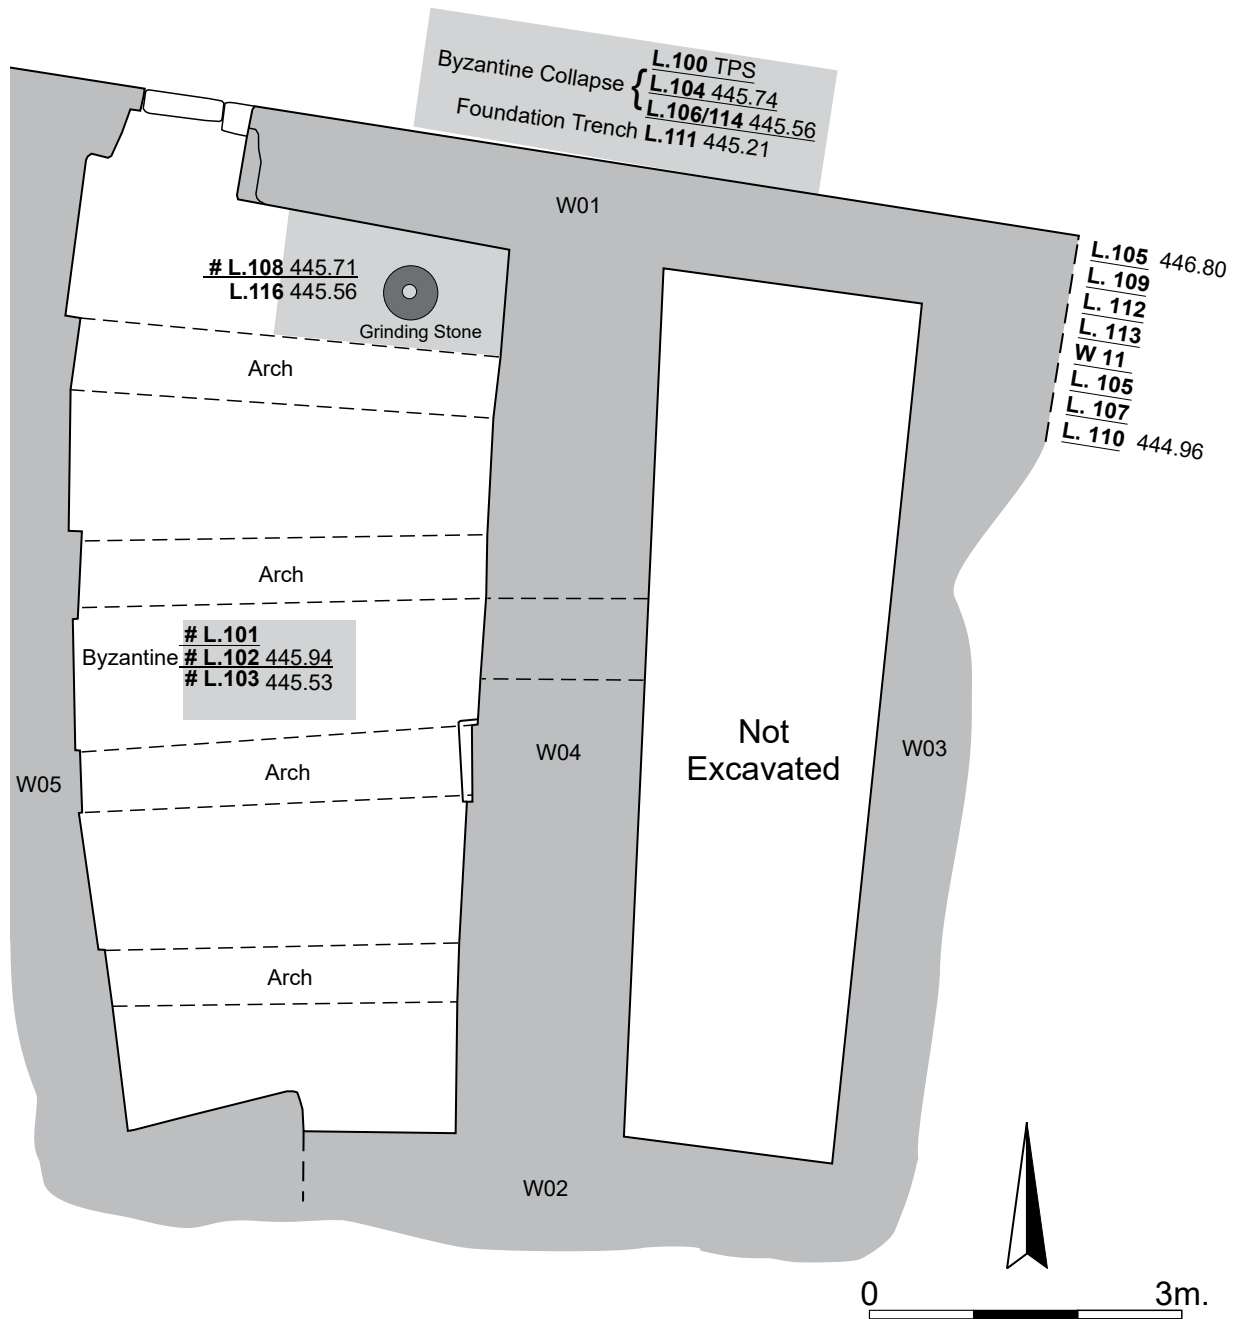 Byzantine Collapse { L.100 TPS
L.104 445.74
L.106/114 445.56
Foundation Trench L.111 445.21
W01
L.105 446.80
L. 109
L. 112
L. 113
W 11
L. 105
L. 107
L. 110 444.96
# L.108 445.71
L.116 445.56
Grinding Stone
Arch
Arch
# L.101
Byzantine # L.102 445.94
# L.103 445.53
Not
Excavated
W04
W03
W05
Arch
Arch
W02
0 3m.